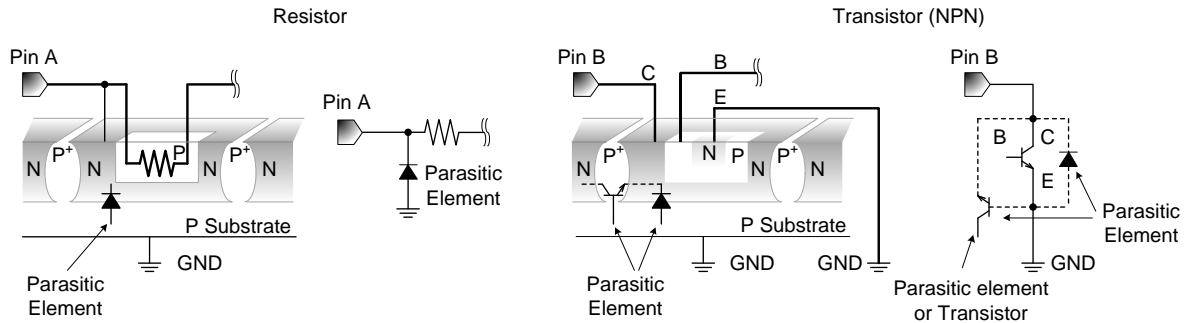 Resistor
Transistor (NPN)
Pin A
Pin B
C
B
E
Pin B
Pin A
N
P+
N
P
N
P+
N
Parasitic
Element
N
P+
N
N
P
N
P+
N
B
C
E
P Substrate
GND
Parasitic
Element
P Substrate
GND
GND
Parasitic
Element
Parasitic
Element
GND
Parasitic element
or Transistor